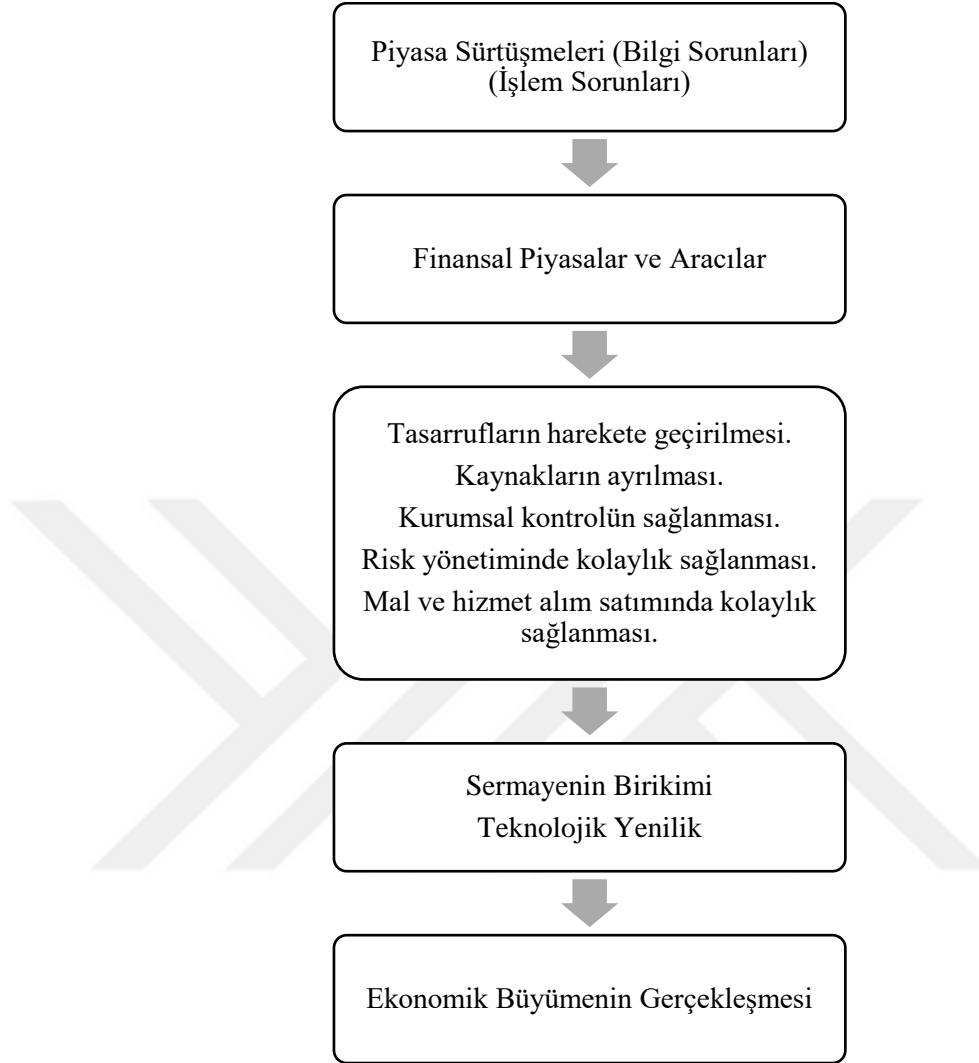 Piyasa Sürtüşmeleri (Bilgi Sorunları)
(İşlem Sorunları)
Finansal Piyasalar ve Aracılar
Tasarrufların harekete geçirilmesi.
Kaynakların ayrılması.
Kurumsal kontrolün sağlanması.
Risk yönetiminde kolaylık sağlanması.
Mal ve hizmet alım satımında kolaylık
sağlanması.
Sermayenin Birikimi
Teknolojik Yenilik
Ekonomik Büyümenin Gerçekleşmesi